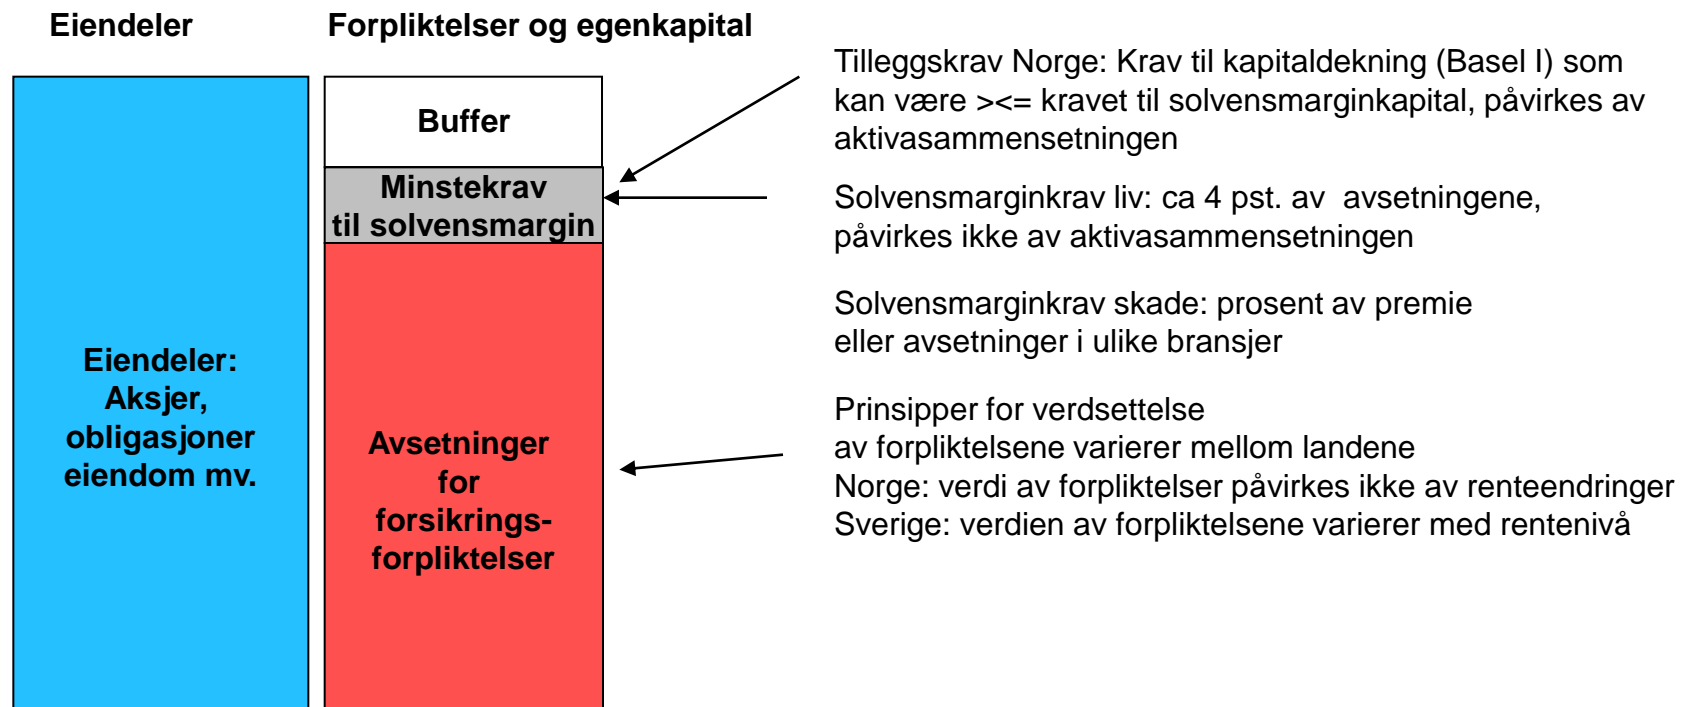 Eiendeler
Forpliktelser og egenkapital
Eiendeler:
Aksjer,
obligasjoner
eiendom mv.
Buffer
Minstekrav
til solvensmargin
Avsetninger
for
forsikrings-
forpliktelser
Tilleggskrav Norge: Krav til kapitaldekning (Basel I) som
kan være ><= kravet til solvensmarginkapital, påvirkes av
aktivasammensetningen
Solvensmarginkrav liv: ca 4 pst. av avsetningene,
påvirkes ikke av aktivasammensetningen
Solvensmarginkrav skade: prosent av premie
eller avsetninger i ulike bransjer
Prinsipper for verdsettelse
av forpliktelsene varierer mellom landene
Norge: verdi av forpliktelser påvirkes ikke av renteendringer
Sverige: verdien av forpliktelsene varierer med rentenivå